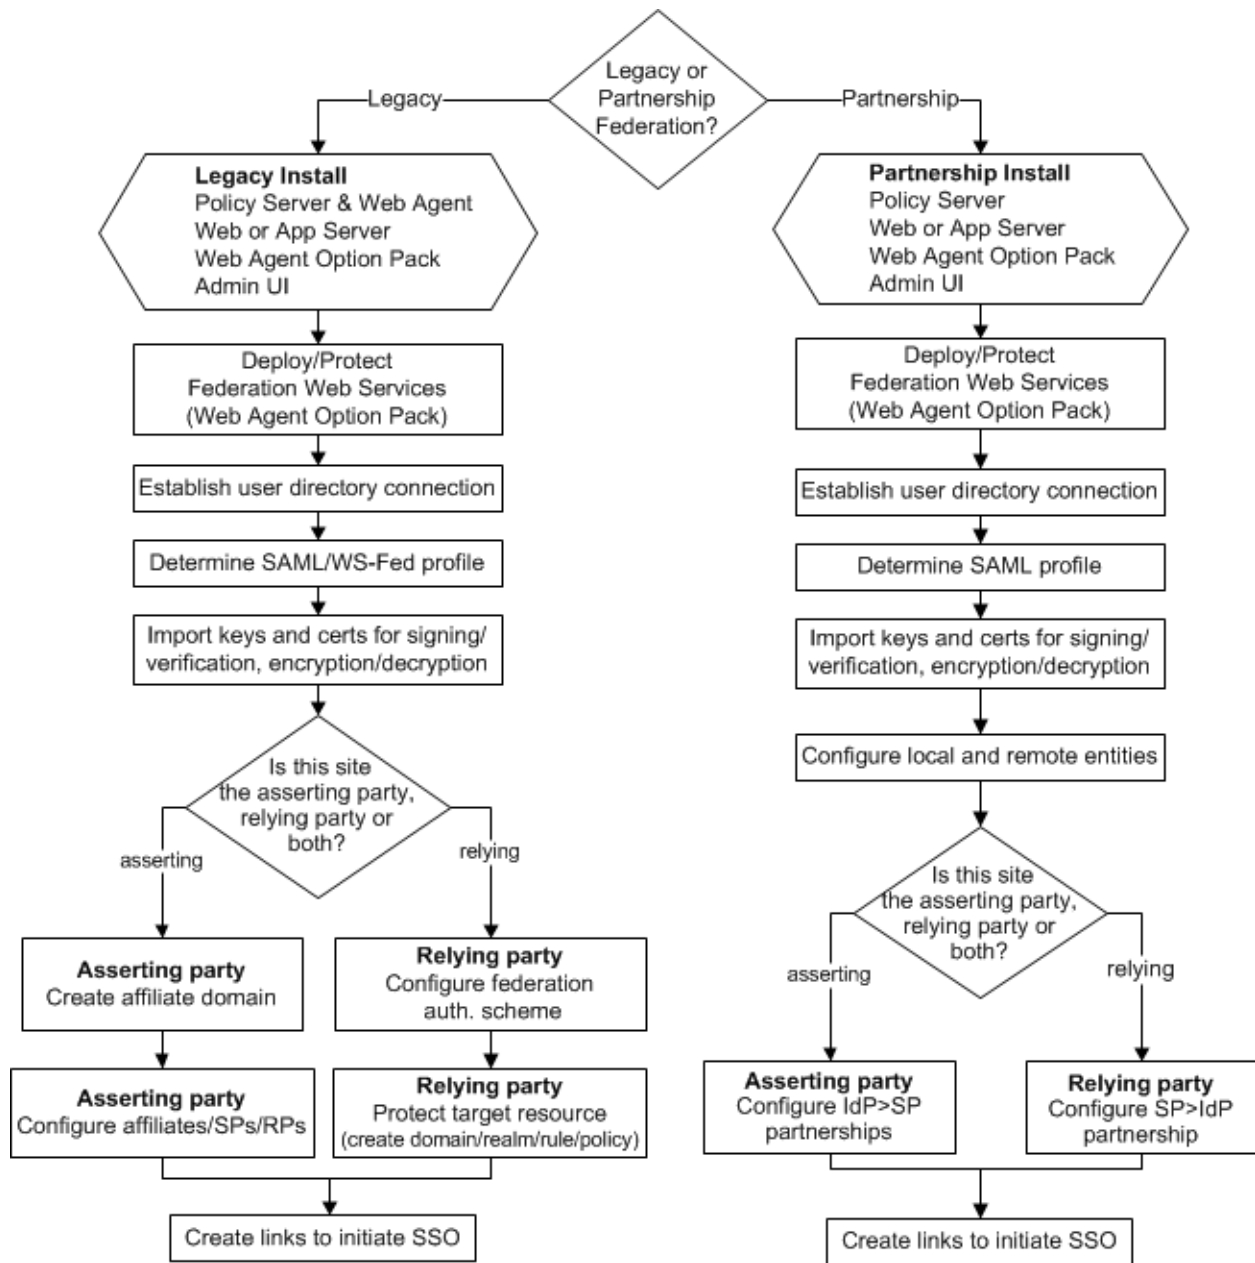 Legacy or
Partnership
Federation?
Legacy
Partnership
Legacy Install
Policy Server & Web Agent
Web or App Server
Web Agent Option Pack
Admin UI
Deploy/Protect
Federation Web Services
(Web Agent Option Pack)
Establish user directory connection
Determine SAML/WS-Fed profile
Import keys and certs for signing/
verification, encryption/decryption
Is this site
the asserting party,
relying party or
both?
asserting
relying
Asserting party
Create affiliate domain
Relying party
Configure federation
auth. scheme
Asserting party
Configure affiliates/SPs/RPs
Relying party
Protect target resource
(create domain/realm/rule/policy)
Create links to initiate SSO
Partnership Install
Policy Server
Web or App Server
Web Agent Option Pack
Admin UI
Deploy/Protect
Federation Web Services
(Web Agent Option Pack)
Establish user directory connection
Determine SAML profile
Import keys and certs for signing/
verification, encryption/decryption
Configure local and remote entities
Is this site
the asserting party,
relying party or
both?
asserting
relying
Asserting party
Configure IdP>SP
partnerships
Relying party
Configure SP>IdP
partnership
Create links to initiate SSO